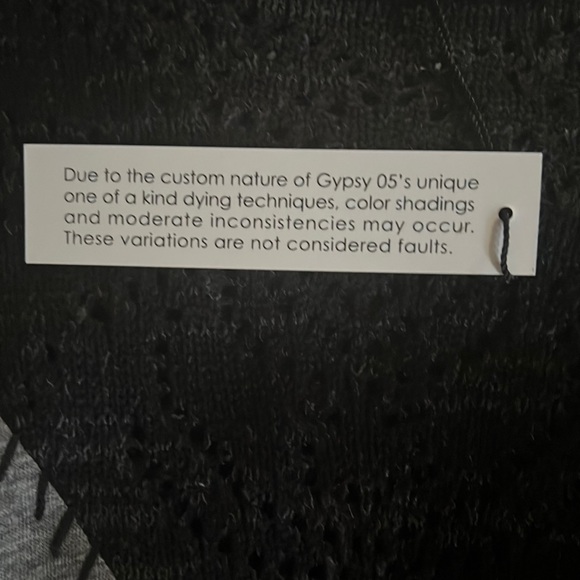 Due to the custom nature of Gypsy 05's unique
one of a kind dying techniques, color shadings
and moderate inconsistencies may occur.
These variations are not considered faults.